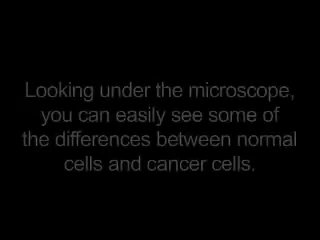 Looking under the microscope,
you can easily see some of
the differences between normal
cells and cancer cells.